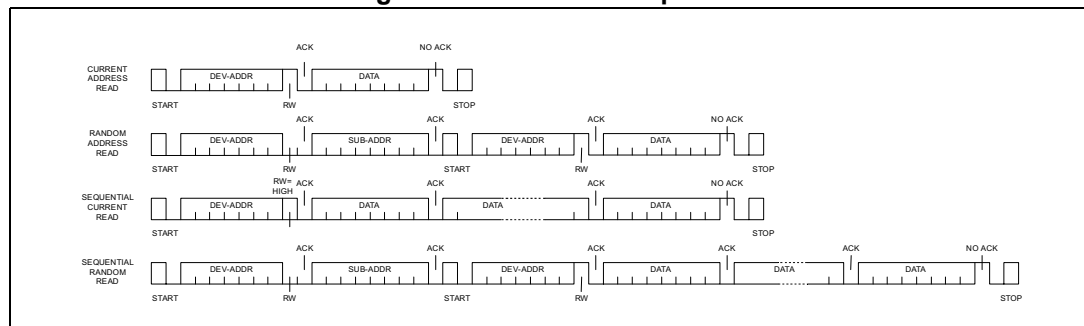 ACK NO ACK
CURRENT
ADDRESS
READ
DEV-ADDR DATA
START RW STOP
ACK ACK ACK NO ACK
RANDOM
ADDRESS
READ
DEV-ADDR SUB-ADDR DEV-ADDR DATA
START RW START RW STOP
RW=
HIGH
ACK ACK ACK NO ACK
SEQUENTIAL
CURRENT
READ
DEV-ADDR DATA DATA DATA
START STOP
ACK ACK ACK ACK ACK NO ACK
SEQUENTIAL
RANDOM
READ
DEV-ADDR SUB-ADDR DEV-ADDR DATA DATA DATA
START RW START RW STOP